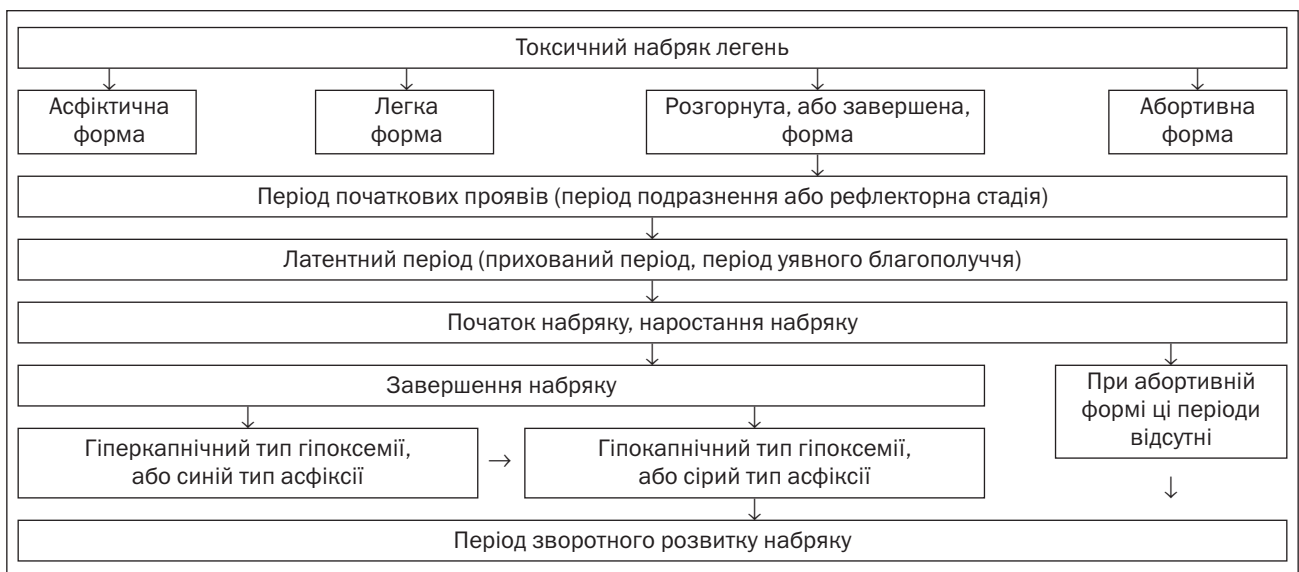 Токсичний набряк легень
Асфіктична
форма
Легка
форма
Розгорнута, або завершена,
форма
Абортивна
форма
Період початкових проявів (період подразнення або рефлекторна стадія)
Латентний період (прихований період, період уявного благополуччя)
Початок набряку, наростання набряку
Завершення набряку
При абортивній
формі ці періоди
відсутні
Гіперкапнічний тип гіпоксемії,
або синій тип асфіксії
Гіпокапнічний тип гіпоксемії,
або сірий тип асфіксії
Період зворотного розвитку набряку